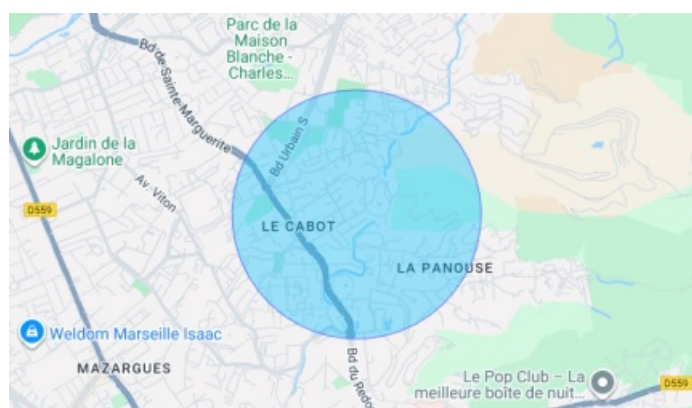 Parc de la
Maison
Blanche -
Charles...
Bd de Sainte-Marguerite
Bd Urbain S
Jardin de la
Magalone
Av. Viton
D559
LE CABOT
LA PANOUSE
Weldom Marseille Isaac
MAZARGUES
Bd du Redo
Le Pop Club – La
meilleure boîte de nuit...
D559